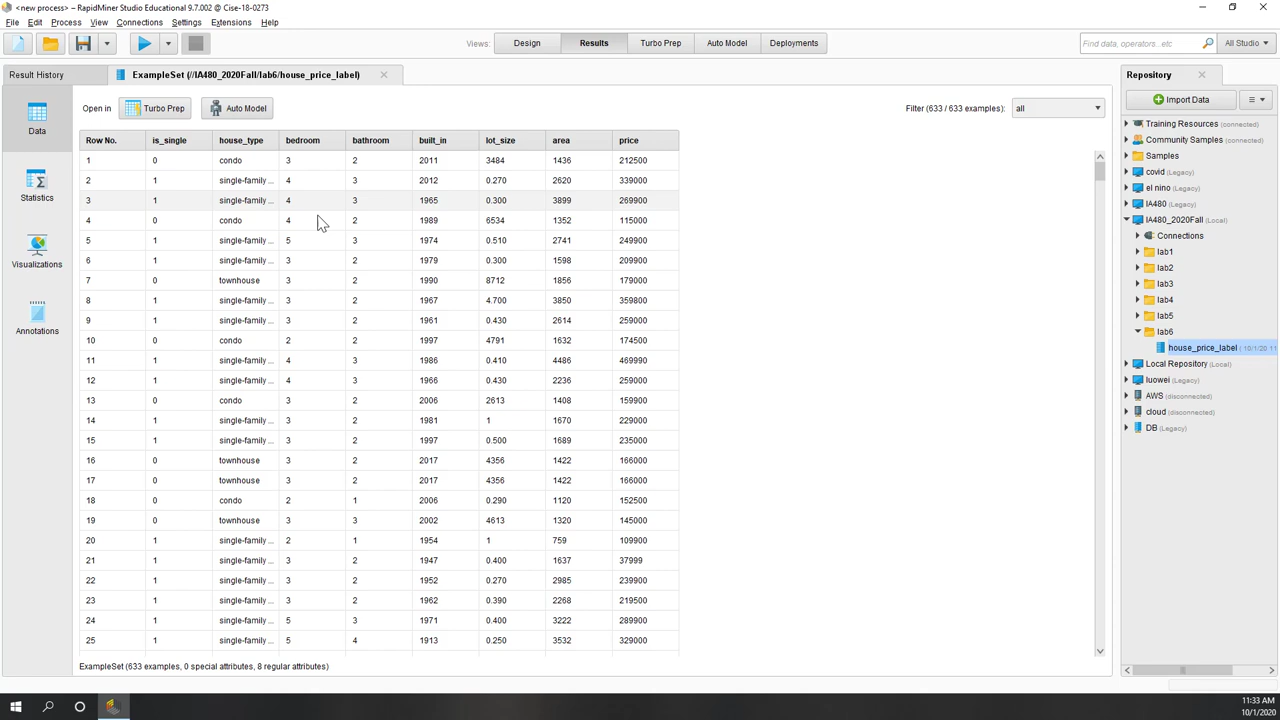 <new process> – RapidMiner Studio Educational 9.7.002 @ Cise-18-0273
File Edit Process View Connections Settings Extensions Help
Views: Design Results Turbo Prep Auto Model Deployments Find data, operators...etc All Studio
Result History ExampleSet (//IA480_2020Fall/lab6/house_price_label) Repository
Data
Statistics
Visualizations
Annotations
Open in Turbo Prep Auto Model Filter (633 / 633 examples): all
Row No. is_single house_type bedroom bathroom built_in lot_size area price
1 0 condo 3 2 2011 3484 1436 212500
2 1 single-family ... 4 3 2012 0.270 2620 339000
3 1 single-family ... 4 3 1965 0.300 3899 269900
4 0 condo 4 2 1989 6534 1352 115000
5 1 single-family ... 5 3 1974 0.510 2741 249900
6 1 single-family ... 3 2 1979 0.300 1598 209900
7 0 townhouse 3 2 1990 8712 1856 179000
8 1 single-family ... 3 2 1967 4.700 3850 359800
9 1 single-family ... 3 2 1961 0.430 2614 259000
10 0 condo 2 2 1997 4791 1632 174500
11 1 single-family ... 4 3 1986 0.410 4486 469990
12 1 single-family ... 4 3 1966 0.430 2236 259000
13 0 condo 3 2 2006 2613 1408 159900
14 1 single-family ... 3 2 1981 1 1670 229000
15 1 single-family ... 3 2 1997 0.500 1689 235000
16 0 townhouse 3 2 2017 4356 1422 166000
17 0 townhouse 3 2 2017 4356 1422 166000
18 0 condo 2 1 2006 0.290 1120 152500
19 0 townhouse 3 3 2002 4613 1320 145000
20 1 single-family ... 2 1 1954 1 759 109900
21 1 single-family ... 3 2 1947 0.400 1637 37999
22 1 single-family ... 3 2 1952 0.270 2985 239900
23 1 single-family ... 3 2 1962 0.390 2268 219500
24 1 single-family ... 5 3 1971 0.400 3222 289900
25 1 single-family ... 5 4 1913 0.250 3532 329000
ExampleSet (633 examples, 0 special attributes, 8 regular attributes)
Import Data
Training Resources (connected)
Community Samples (connected)
Samples
covid (Legacy)
el nino (Legacy)
IA480 (Legacy)
IA480_2020Fall (Local)
Connections
lab1
lab2
lab3
lab4
lab5
lab6
house_price_label (10/1/20 11
Local Repository (Local)
luowei (Legacy)
AWS (disconnected)
cloud (disconnected)
DB (Legacy)
11:33 AM
10/1/2020